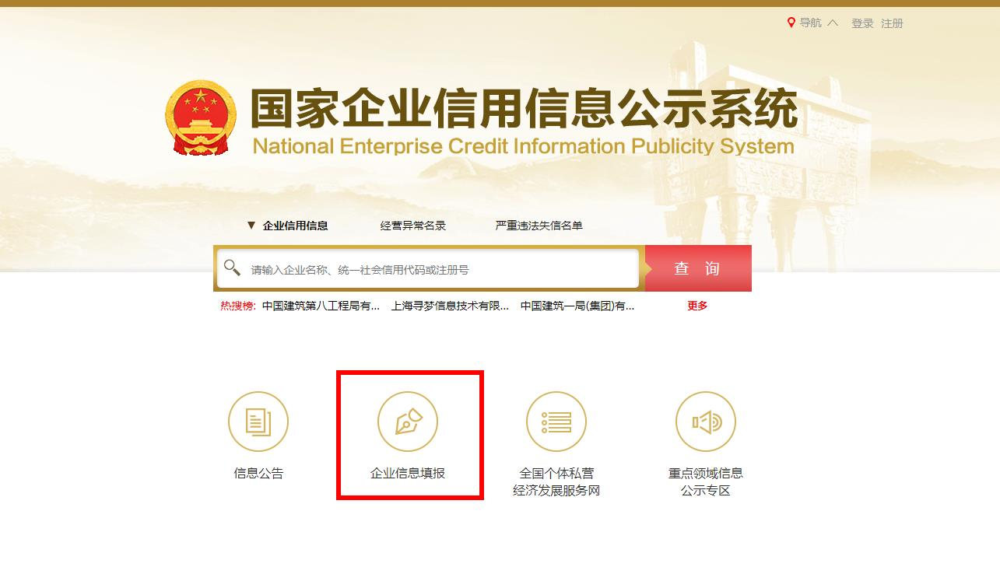 导航 登录 注册
国家企业信用信息公示系统
National Enterprise Credit Information Publicity System
企业信用信息 经营异常名录 严重违法失信名单
请输入企业名称、统一社会信用代码或注册号 查 询
热搜榜: 中国建筑第八工程局有... 上海寻梦信息技术有限... 中国建筑一局(集团)有... 更多
信息公告 企业信息填报 全国个体私营 重点领域信息
经济发展服务网 公示专区